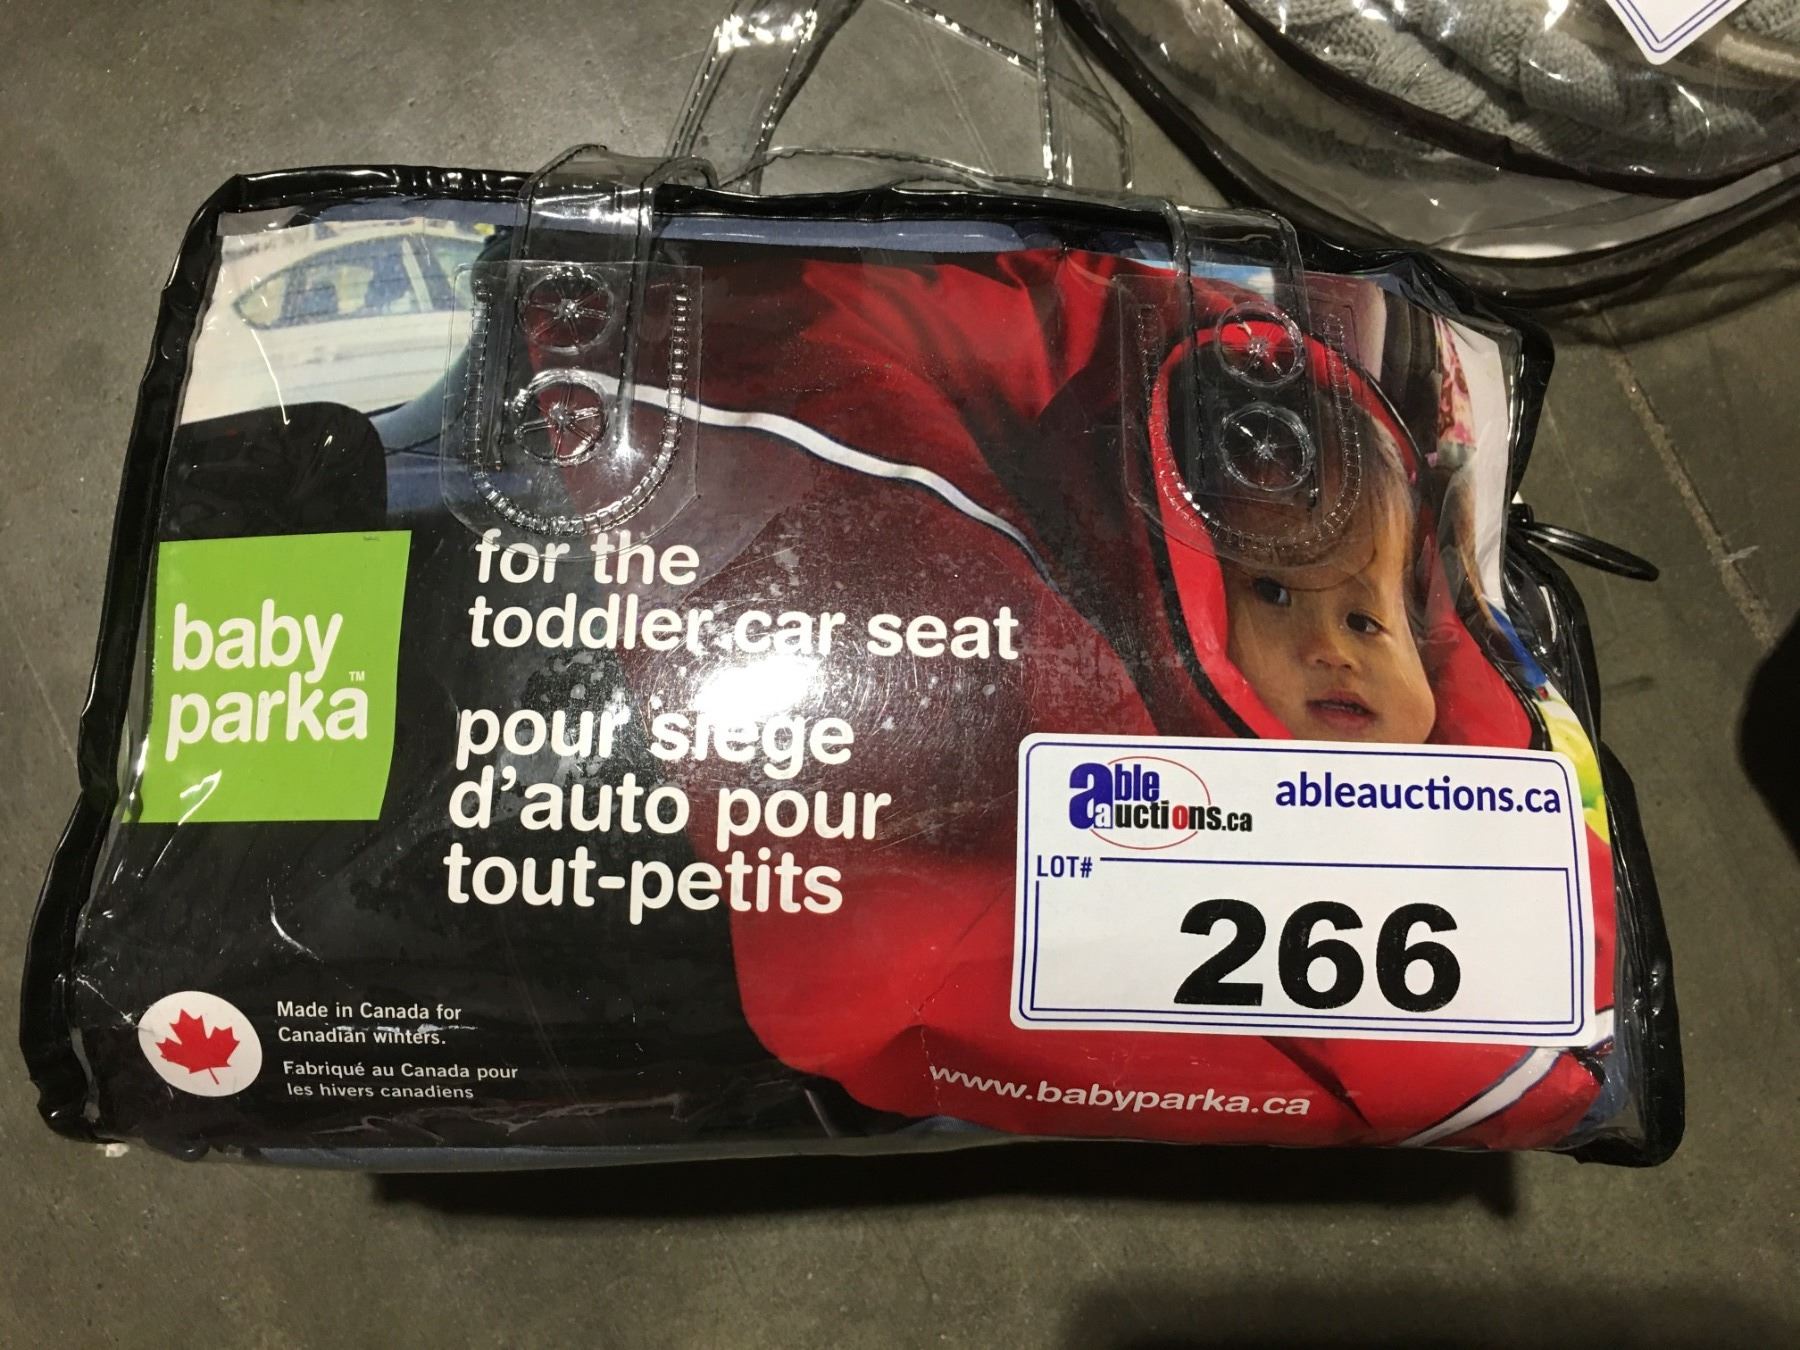 baby
parka™
for the
toddler car seat
pour siège
d'auto pour
tout-petits
Made in Canada for
Canadian winters.
Fabriqué au Canada pour
les hivers canadiens
www.babyparka.ca
able
auctions.ca
ableauctions.ca
LOT#
266